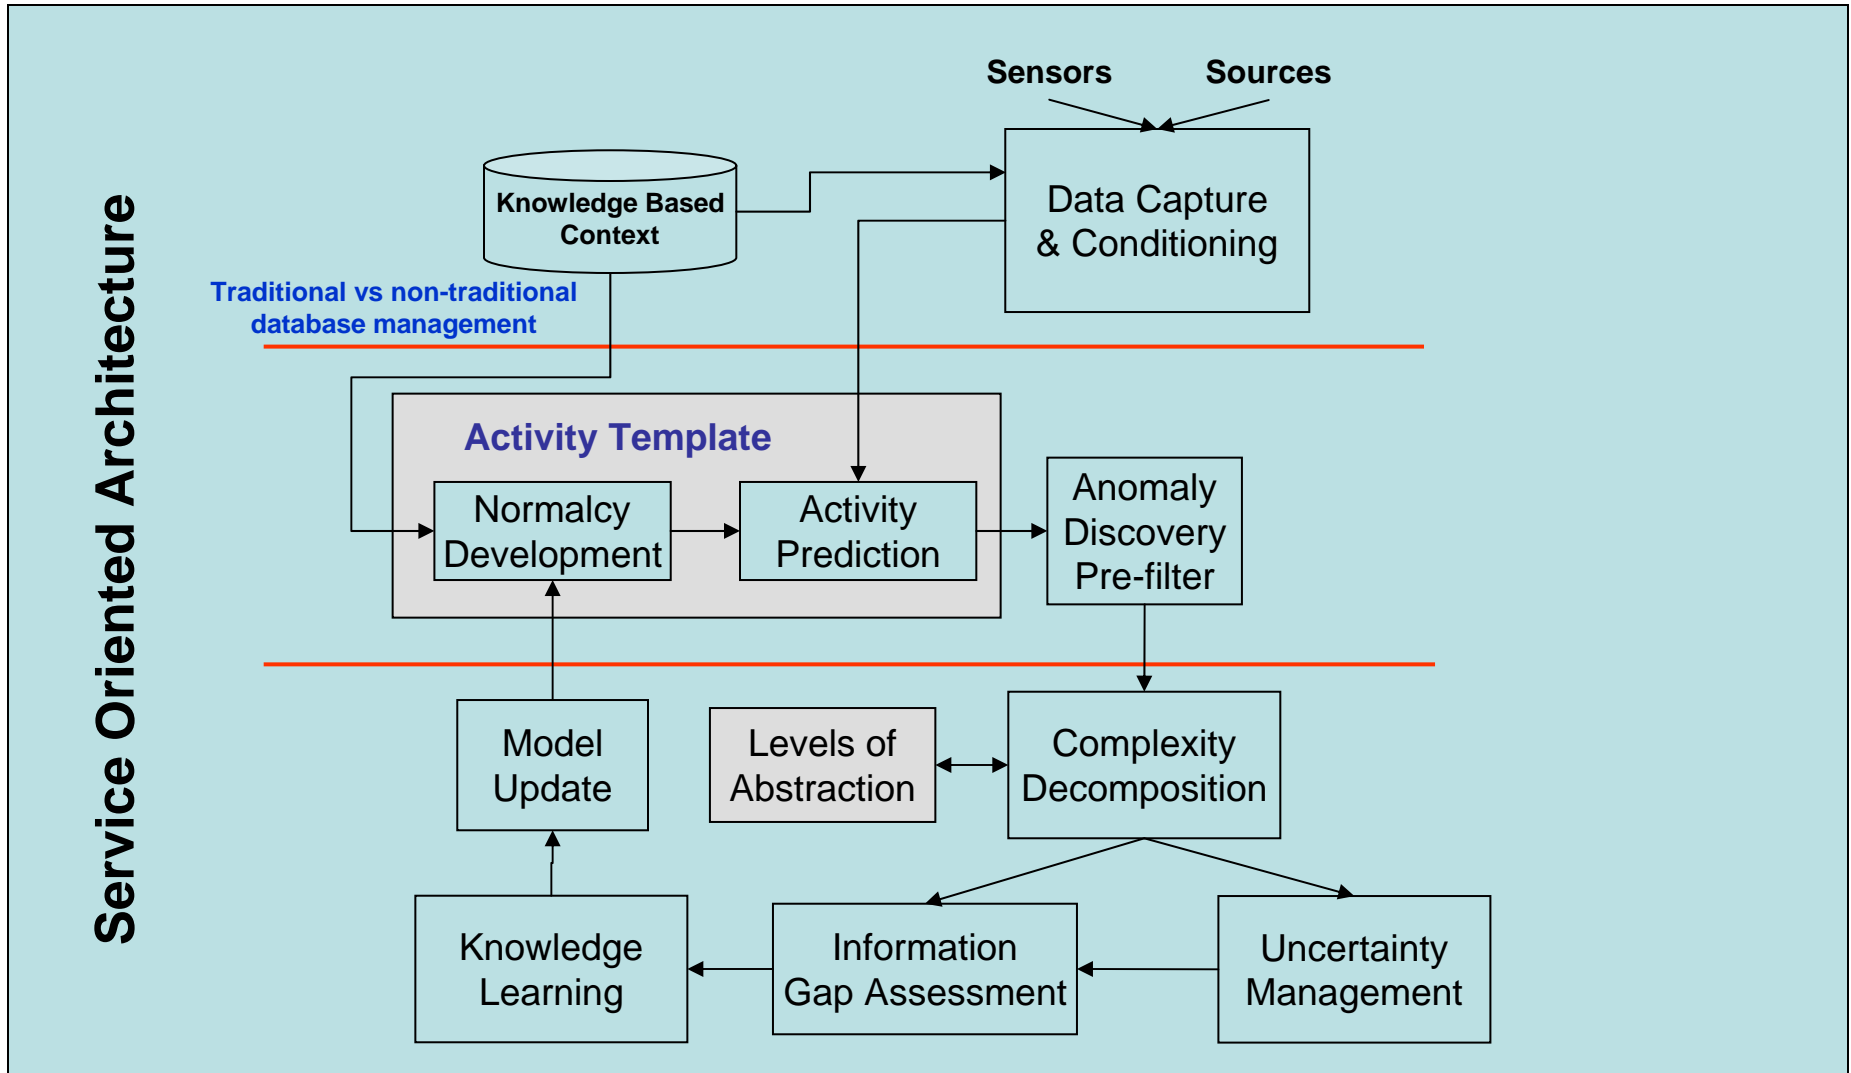 Service Oriented Architecture
Sensors
Sources
Knowledge Based
Context
Data Capture
& Conditioning
Traditional vs non-traditional
database management
Activity Template
Normalcy
Development
Activity
Prediction
Anomaly
Discovery
Pre-filter
Model
Update
Levels of
Abstraction
Complexity
Decomposition
Knowledge
Learning
Information
Gap Assessment
Uncertainty
Management